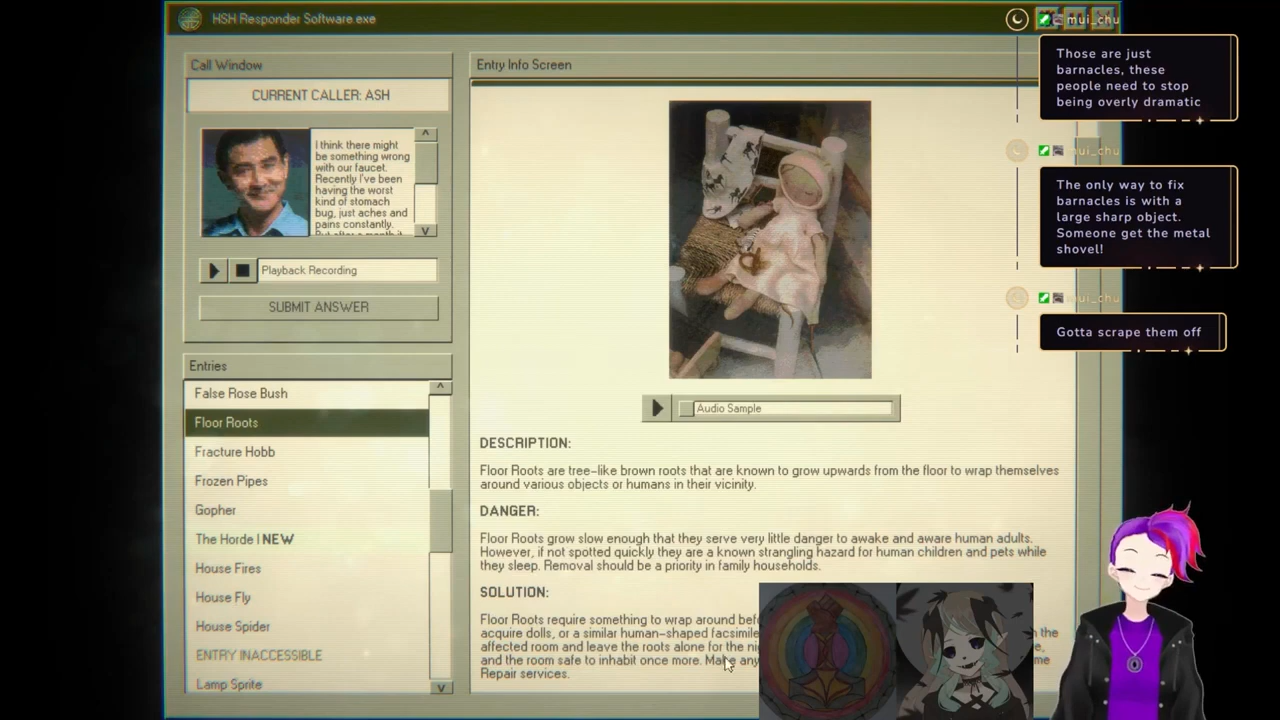 HSH Responder Software.exe
Call Window
CURRENT CALLER: ASH
I think there might
be something wrong
with our faucet.
Recently I've been
having the worst
kind of stomach
bug, just aches and
pains constantly.
But after a month it
Playback Recording
SUBMIT ANSWER
Entries
False Rose Bush
Floor Roots
Fracture Hobb
Frozen Pipes
Gopher
The Horde | NEW
House Fires
House Fly
House Spider
ENTRY INACCESSIBLE
Lamp Sprite
Entry Info Screen
Audio Sample
DESCRIPTION:
Floor Roots are tree-like brown roots that are known to grow upwards from the floor to wrap themselves
around various objects or humans in their vicinity.
DANGER:
Floor Roots grow slow enough that they serve very little danger to awake and aware human adults.
However, if not spotted quickly they are a known strangling hazard for human children and pets while
they sleep. Removal should be a priority in family households.
SOLUTION:
Floor Roots require something to wrap around
acquire dolls, or a similar human-shaped facsimile
affected room and leave the roots alone for the
and the room safe to inhabit once more. Make any
Repair services.
mui_chu
Those are just
barnacles, these
people need to stop
being overly dramatic
mui_chu
The only way to fix
barnacles is with a
large sharp object.
Someone get the metal
shovel!
mui_chu
Gotta scrape them off